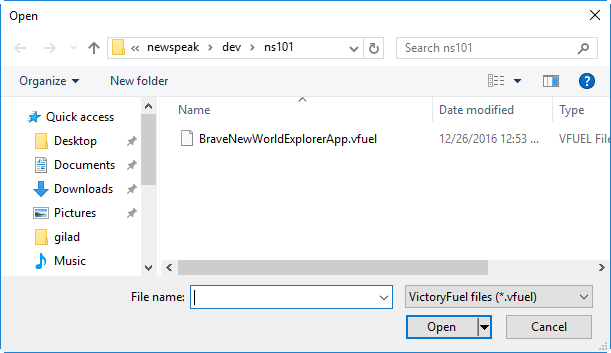 Open
newspeak dev ns101 Search ns101
Organize New folder
Name Date modified Type
Quick access
Desktop
Documents
Downloads
Pictures
gilad
Music
BraveNewWorldExplorerApp.vfuel 12/26/2016 12:53 ... VFUEL File
File name: VictoryFuel files (*.vfuel)
Open Cancel